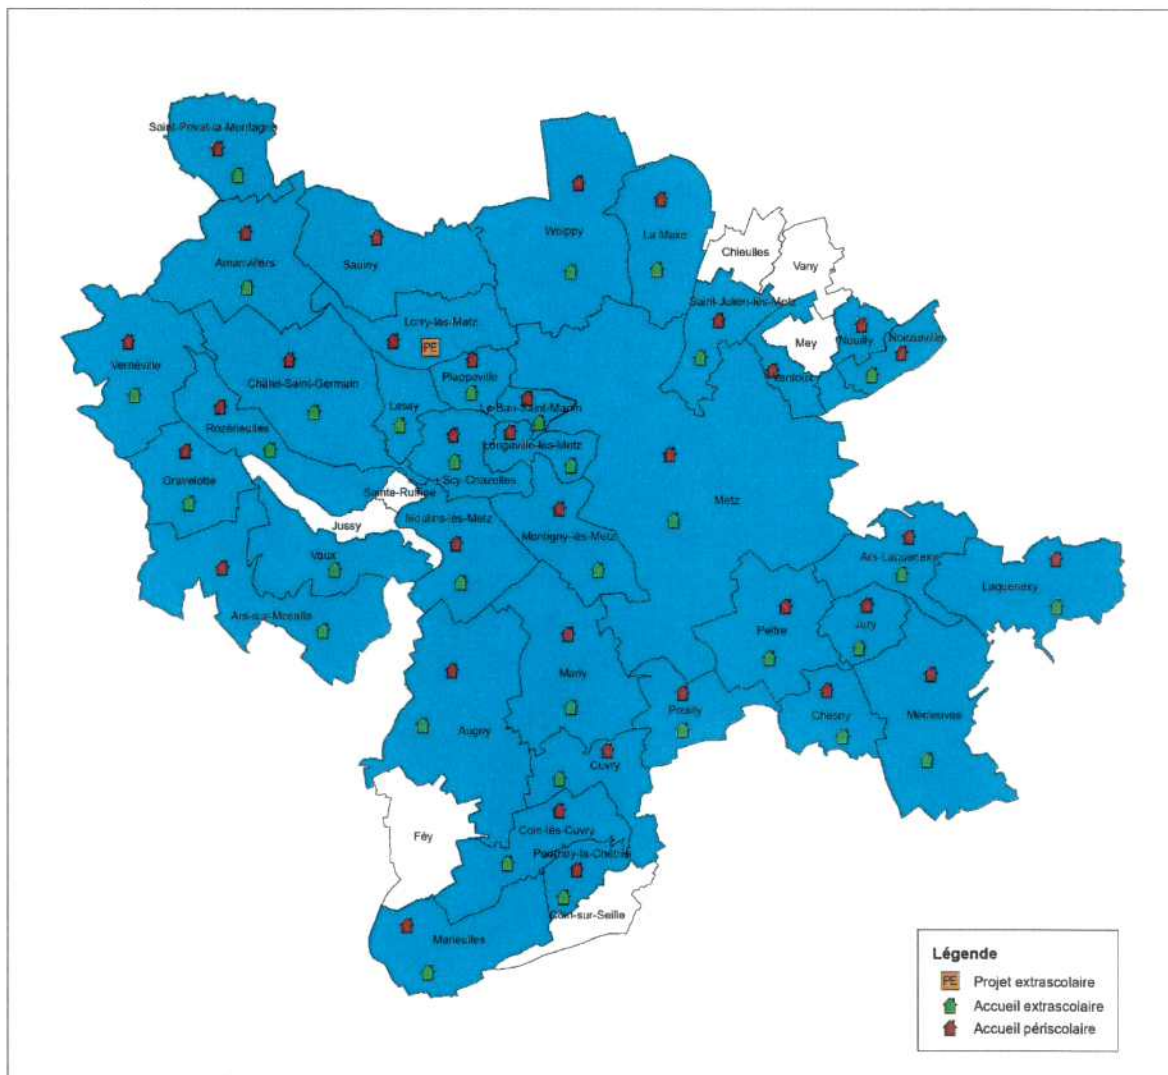 Saint-Privat-la-Montagne
Woippy
La Maxe
Chieulles
Vany
Amanvillers
Saulny
Saint-Julien-lès-Metz
Lorry-lès-Metz
PE
Mey
Nouilly
Noisseville
Vantoux
Vernéville
Châtel-Saint-Germain
Plappeville
Lessy
Le Ban-Saint-Martin
Rozérieulles
Longeville-lès-Metz
Gravelotte
Scy-Chazelles
Sainte-Ruffine
Metz
Jussy
Moulins-lès-Metz
Montigny-lès-Metz
Vaux
Ars-Laquenexy
Laquenexy
Ars-sur-Moselle
Peltre
Jury
Marly
Augny
Pouilly
Chesny
Mécleuves
Cuvry
Féy
Coin-lès-Cuvry
Pournoy-la-Chétive
Coin-sur-Seille
Marieulles
Légende
PE Projet extrascolaire
Accueil extrascolaire
Accueil périscolaire